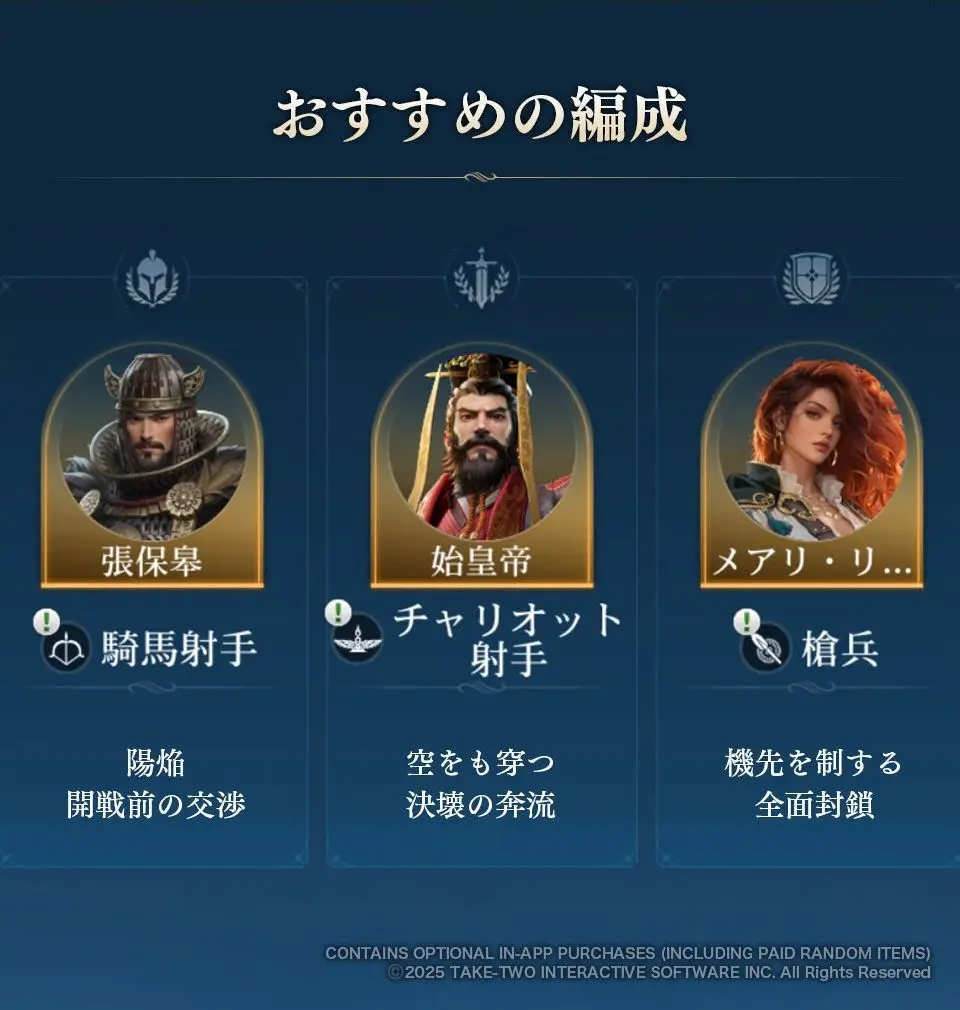 おすすめの編成
張保皋
騎馬射手
陽焔
開戦前の交渉
始皇帝
チャリオット
射手
空をも穿つ
決壊の奔流
メアリ・リ...
槍兵
機先を制する
全面封鎖
CONTAINS OPTIONAL IN-APP PURCHASES (INCLUDING PAID RANDOM ITEMS)
©2025 TAKE-TWO INTERACTIVE SOFTWARE INC. All Rights Reserved